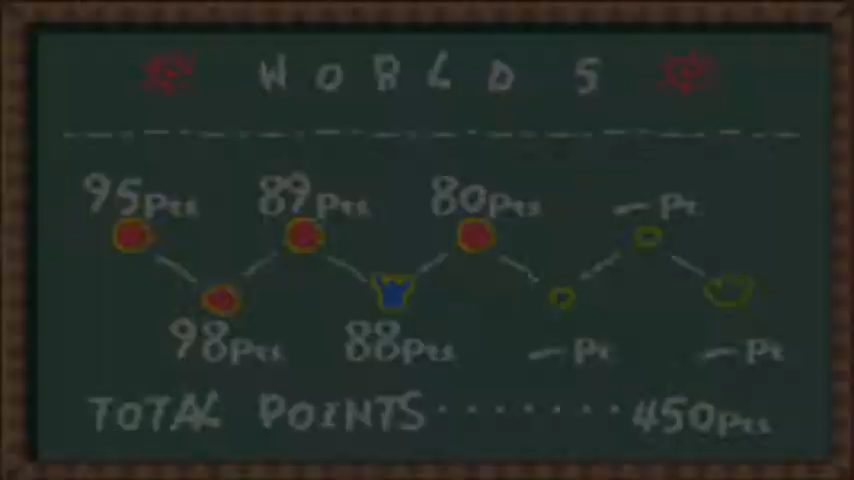 WORLD 5
95Pts 89Pts 80Pts —Pt.
98Pts 88Pts —Pt —Pt
TOTAL POINTS········450Pts